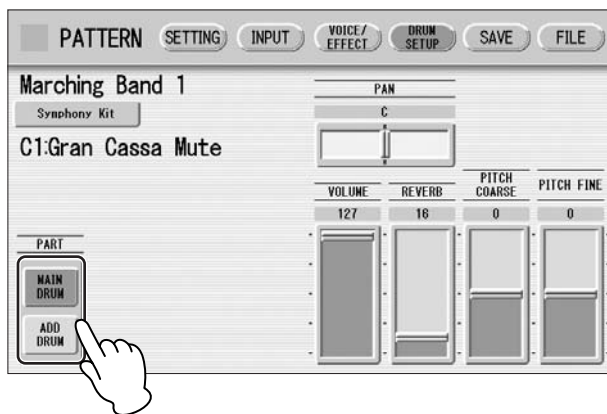 PATTERN SETTING INPUT VOICE/ EFFECT DRUM SETUP SAVE FILE
Marching Band 1
Symphony Kit
C1:Gran Cassa Mute
PAN
C
VOLUME REVERB PITCH COARSE PITCH FINE
127 16 0 0
PART
MAIN DRUM
ADD DRUM